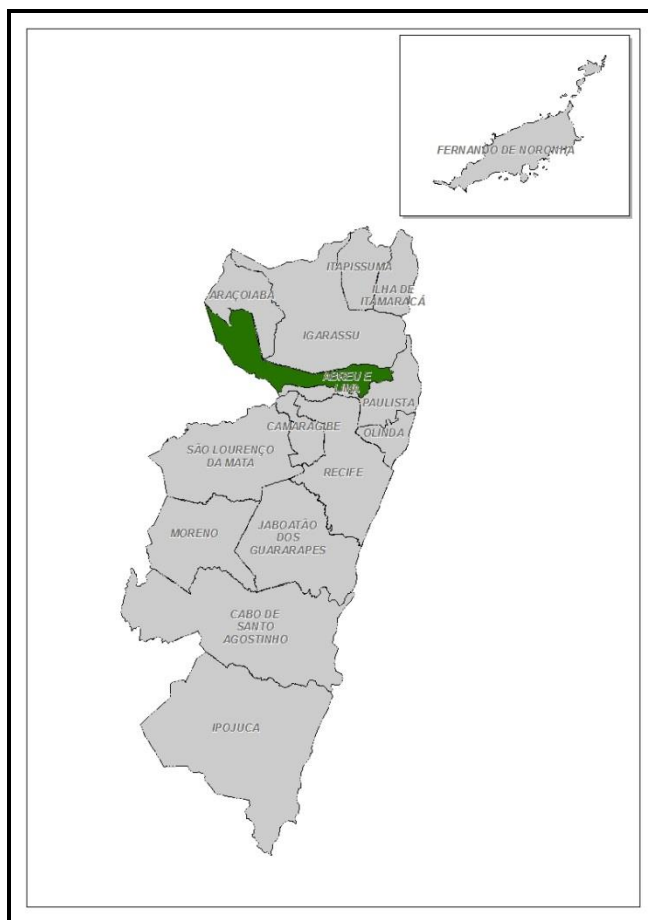 FERNANDO DE NORONHA
ITAPISSUMA
ARAÇOIABA
ILHA DE
ITAMARACÁ
IGARASSU
ABREU E
LIMA
PAULISTA
CAMARAGIBE
OLINDA
SÃO LOURENÇO
DA MATA
RECIFE
MORENO
JABOATÃO
DOS
GUARARAPES
CABO DE
SANTO
AGOSTINHO
IPOJUCA